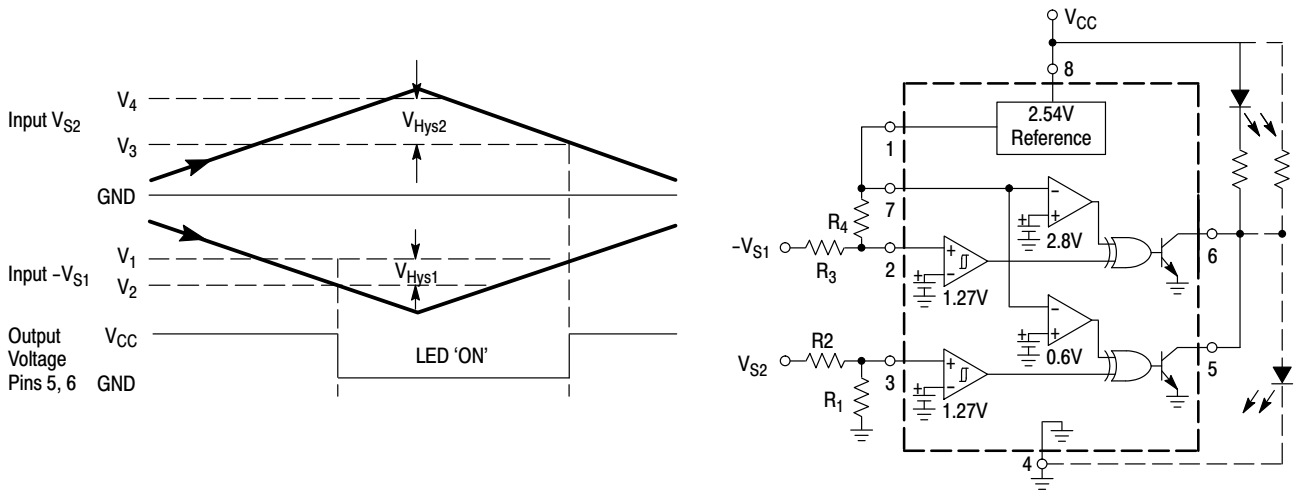 Input VS2
V4
V3
GND
VHys2
Input –VS1
V1
V2
VHys1
Output
Voltage
Pins 5, 6
VCC
GND
LED ‘ON’
VCC
8
2.54V
Reference
1
7
R4
–VS1
R3
2
+
–
1.27V
–
+
2.8V
+
6
–
+
0.6V
+
VS2
R2
3
R1
+
–
1.27V
+
5
4